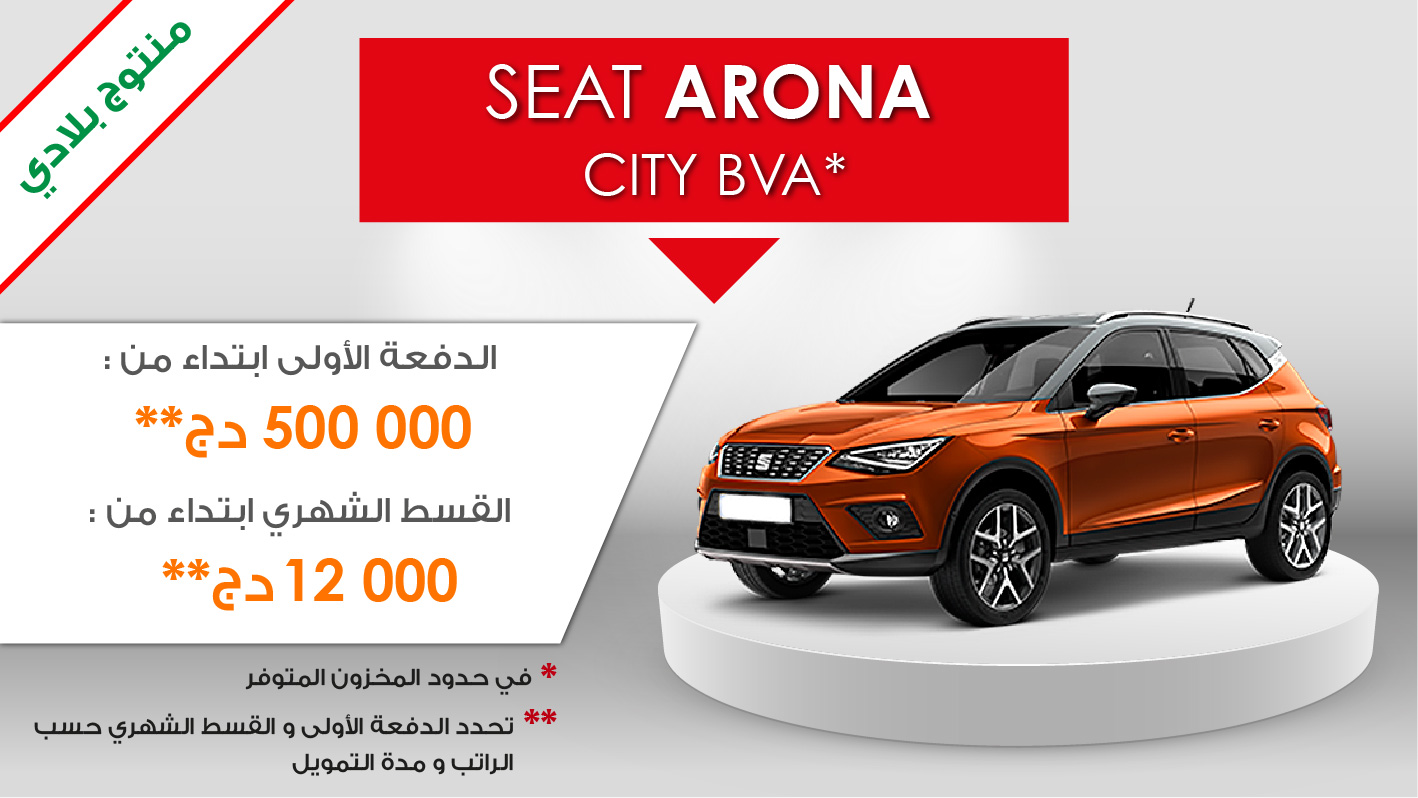 منتوج بلادي
SEAT ARONA
CITY BVA*
الدفعة الأولى ابتداء من :
500 000 دج**
القسط الشهري ابتداء من :
12 000 دج**
* في حدود المخزون المتوفر
** تحدد الدفعة الأولى و القسط الشهري حسب
الراتب و مدة التمويل